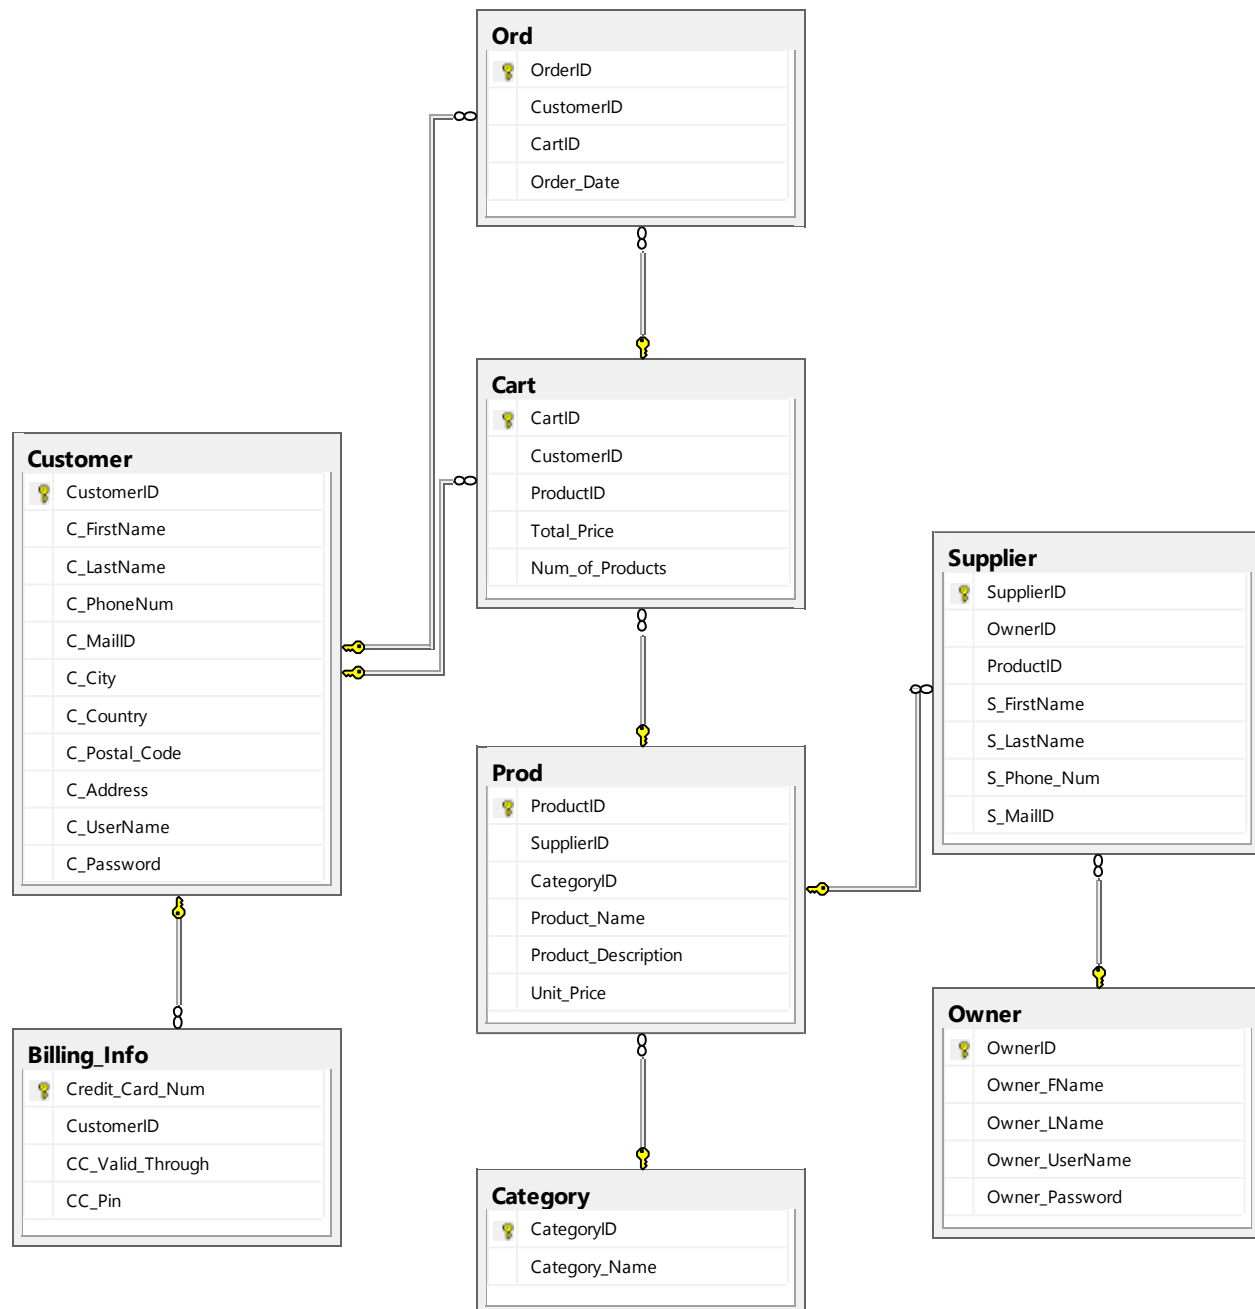 Ord
OrderID
CustomerID
CartID
Order_Date
Cart
CartID
CustomerID
ProductID
Total_Price
Num_of_Products
Customer
CustomerID
C_FirstName
C_LastName
C_PhoneNum
C_MailID
C_City
C_Country
C_Postal_Code
C_Address
C_UserName
C_Password
Supplier
SupplierID
OwnerID
ProductID
S_FirstName
S_LastName
S_Phone_Num
S_MailID
Prod
ProductID
SupplierID
CategoryID
Product_Name
Product_Description
Unit_Price
Billing_Info
Credit_Card_Num
CustomerID
CC_Valid_Through
CC_Pin
Owner
OwnerID
Owner_FName
Owner_LName
Owner_UserName
Owner_Password
Category
CategoryID
Category_Name